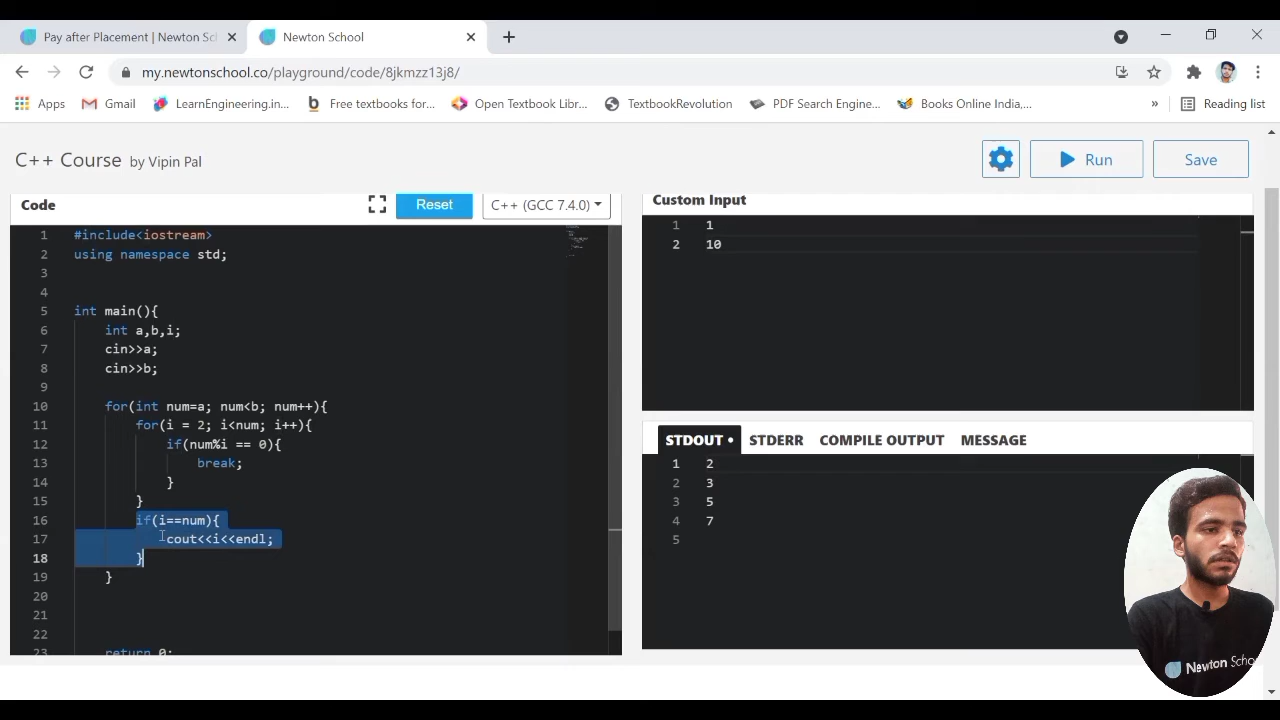 Pay after Placement | Newton Sc
Newton School
my.newtonschool.co/playground/code/8jkmzz13j8/
Apps
Gmail
LearnEngineering.in...
Free textbooks for...
Open Textbook Libr...
TextbookRevolution
PDF Search Engine...
Books Online India,...
»
Reading list
C++ Course by Vipin Pal
Run
Save
Code
Reset
C++ (GCC 7.4.0)
1 #include<iostream>
2 using namespace std;
3
4
5 int main(){
6 int a,b,i;
7 cin>>a;
8 cin>>b;
9
10 for(int num=a; num<b; num++){
11 for(i = 2; i<num; i++){
12 if(num%i == 0){
13 break;
14 }
15 }
16 if(i==num){
17 cout<<i<<endl;
18 }
19 }
20
21
22
23 return 0;
Custom Input
1 1
2 10
STDOUT •
STDERR
COMPILE OUTPUT
MESSAGE
1 2
2 3
3 5
4 7
5
Newton Scho